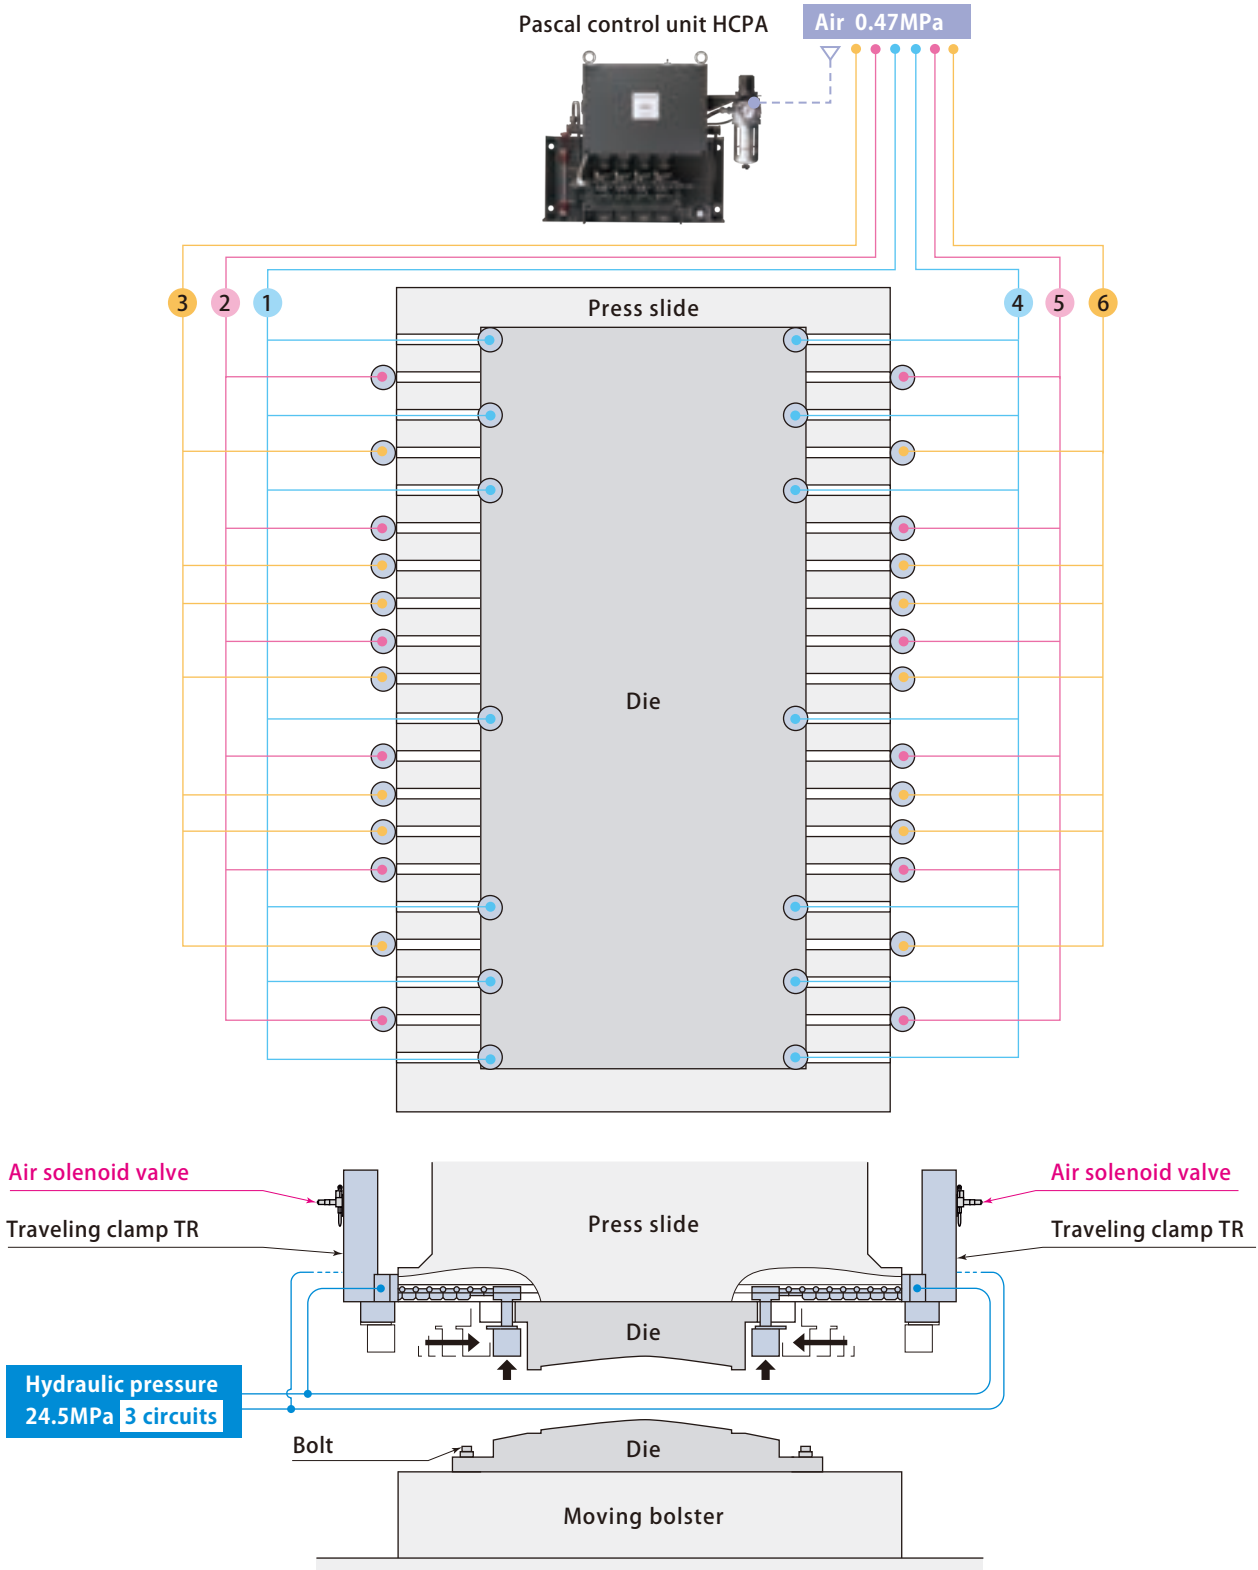 Pascal control unit HCPA
Air 0.47MPa
3
2
1
4
5
6
Press slide
Die
Air solenoid valve
Air solenoid valve
Traveling clamp TR
Press slide
Traveling clamp TR
Die
Hydraulic pressure
24.5MPa 3 circuits
Bolt
Die
Moving bolster